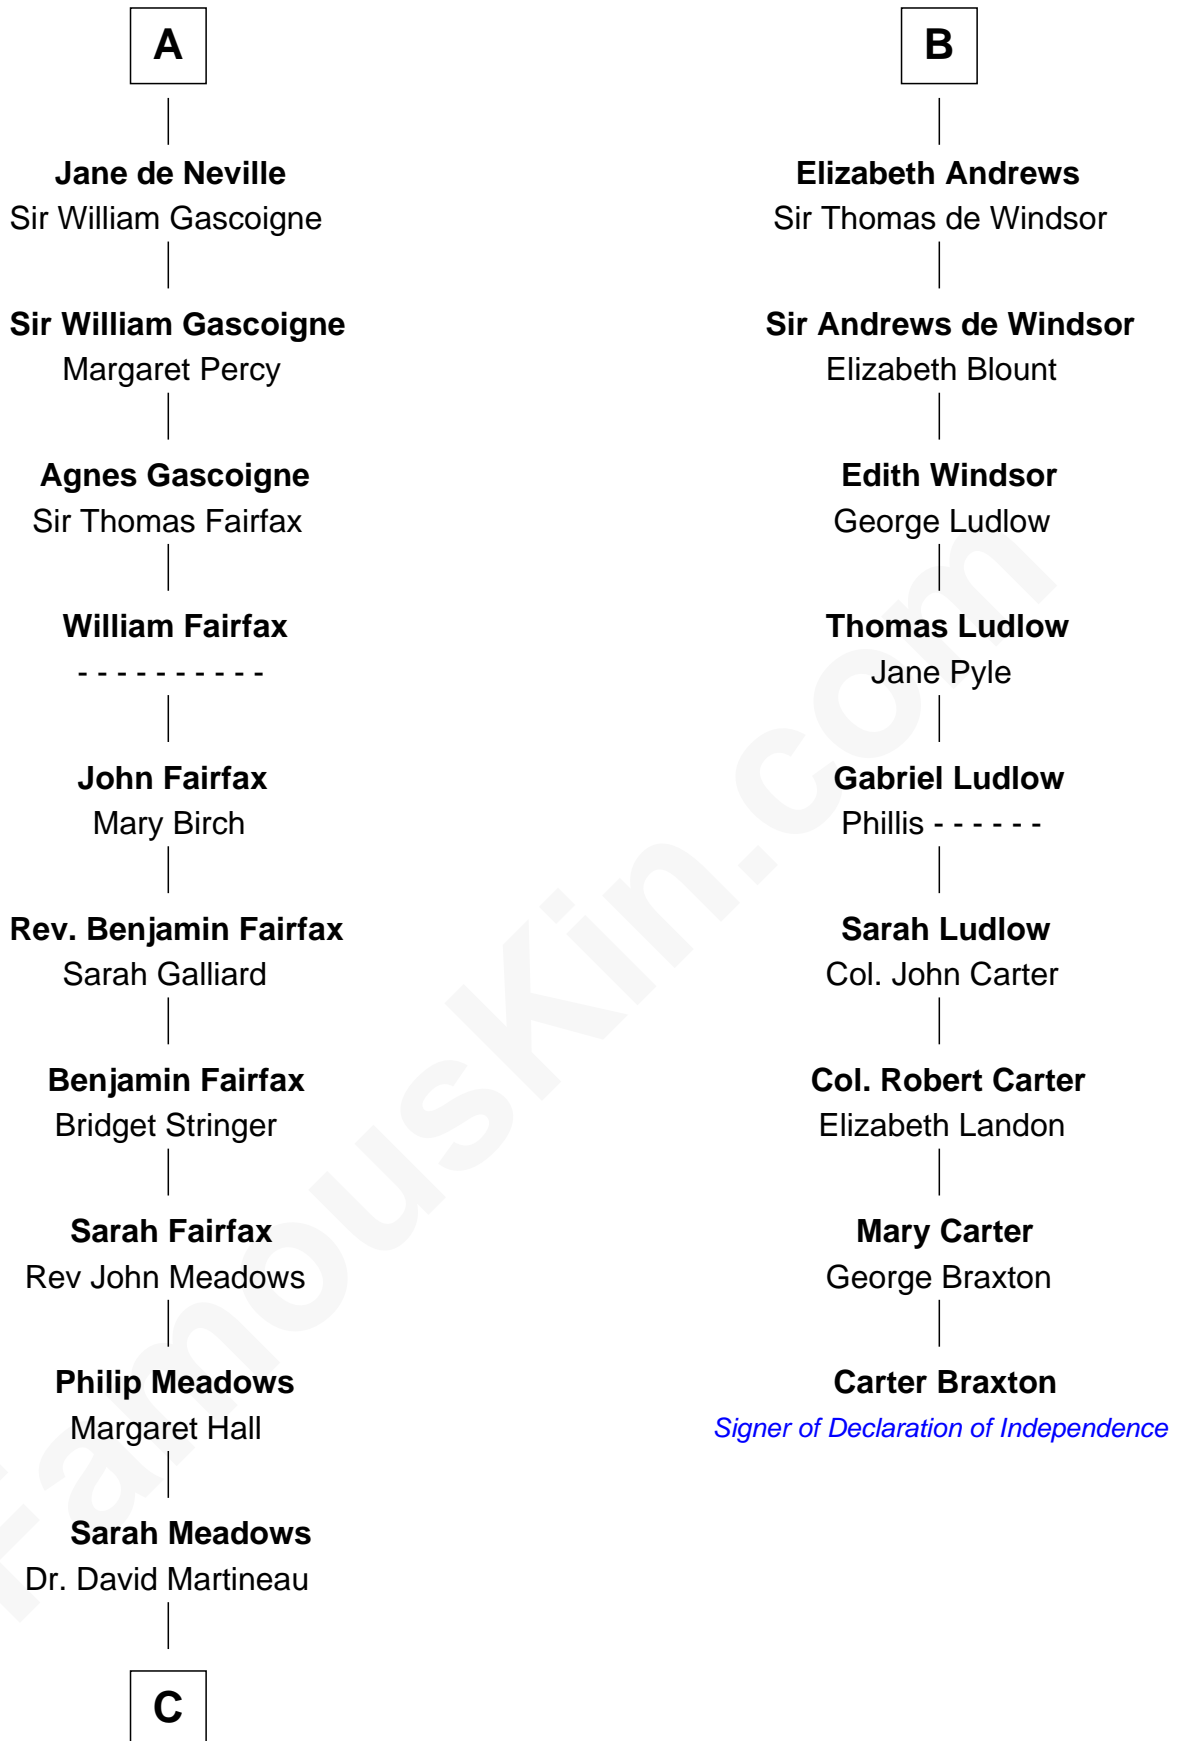 A
Jane de Neville
Sir William Gascoigne
Sir William Gascoigne
Margaret Percy
Agnes Gascoigne
Sir Thomas Fairfax
William Fairfax
- - - - - - - - - -
John Fairfax
Mary Birch
Rev. Benjamin Fairfax
Sarah Galliard
Benjamin Fairfax
Bridget Stringer
Sarah Fairfax
Rev John Meadows
Philip Meadows
Margaret Hall
Sarah Meadows
Dr. David Martineau
C
B
Elizabeth Andrews
Sir Thomas de Windsor
Sir Andrews de Windsor
Elizabeth Blount
Edith Windsor
George Ludlow
Thomas Ludlow
Jane Pyle
Gabriel Ludlow
Phillis - - - - - -
Sarah Ludlow
Col. John Carter
Col. Robert Carter
Elizabeth Landon
Mary Carter
George Braxton
Carter Braxton
Signer of Declaration of Independence
FamousKin.com